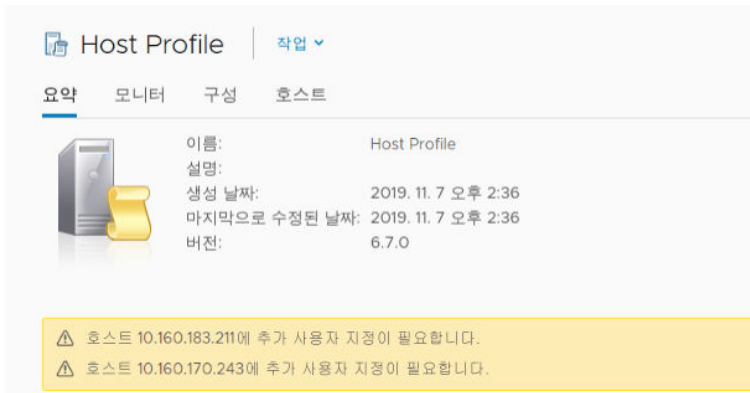 Host Profile 작업
요약 모니터 구성 호스트
이름: Host Profile
설명:
생성 날짜: 2019. 11. 7 오후 2:36
마지막으로 수정된 날짜: 2019. 11. 7 오후 2:36
버전: 6.7.0
호스트 10.160.183.211에 추가 사용자 지정이 필요합니다.
호스트 10.160.170.243에 추가 사용자 지정이 필요합니다.